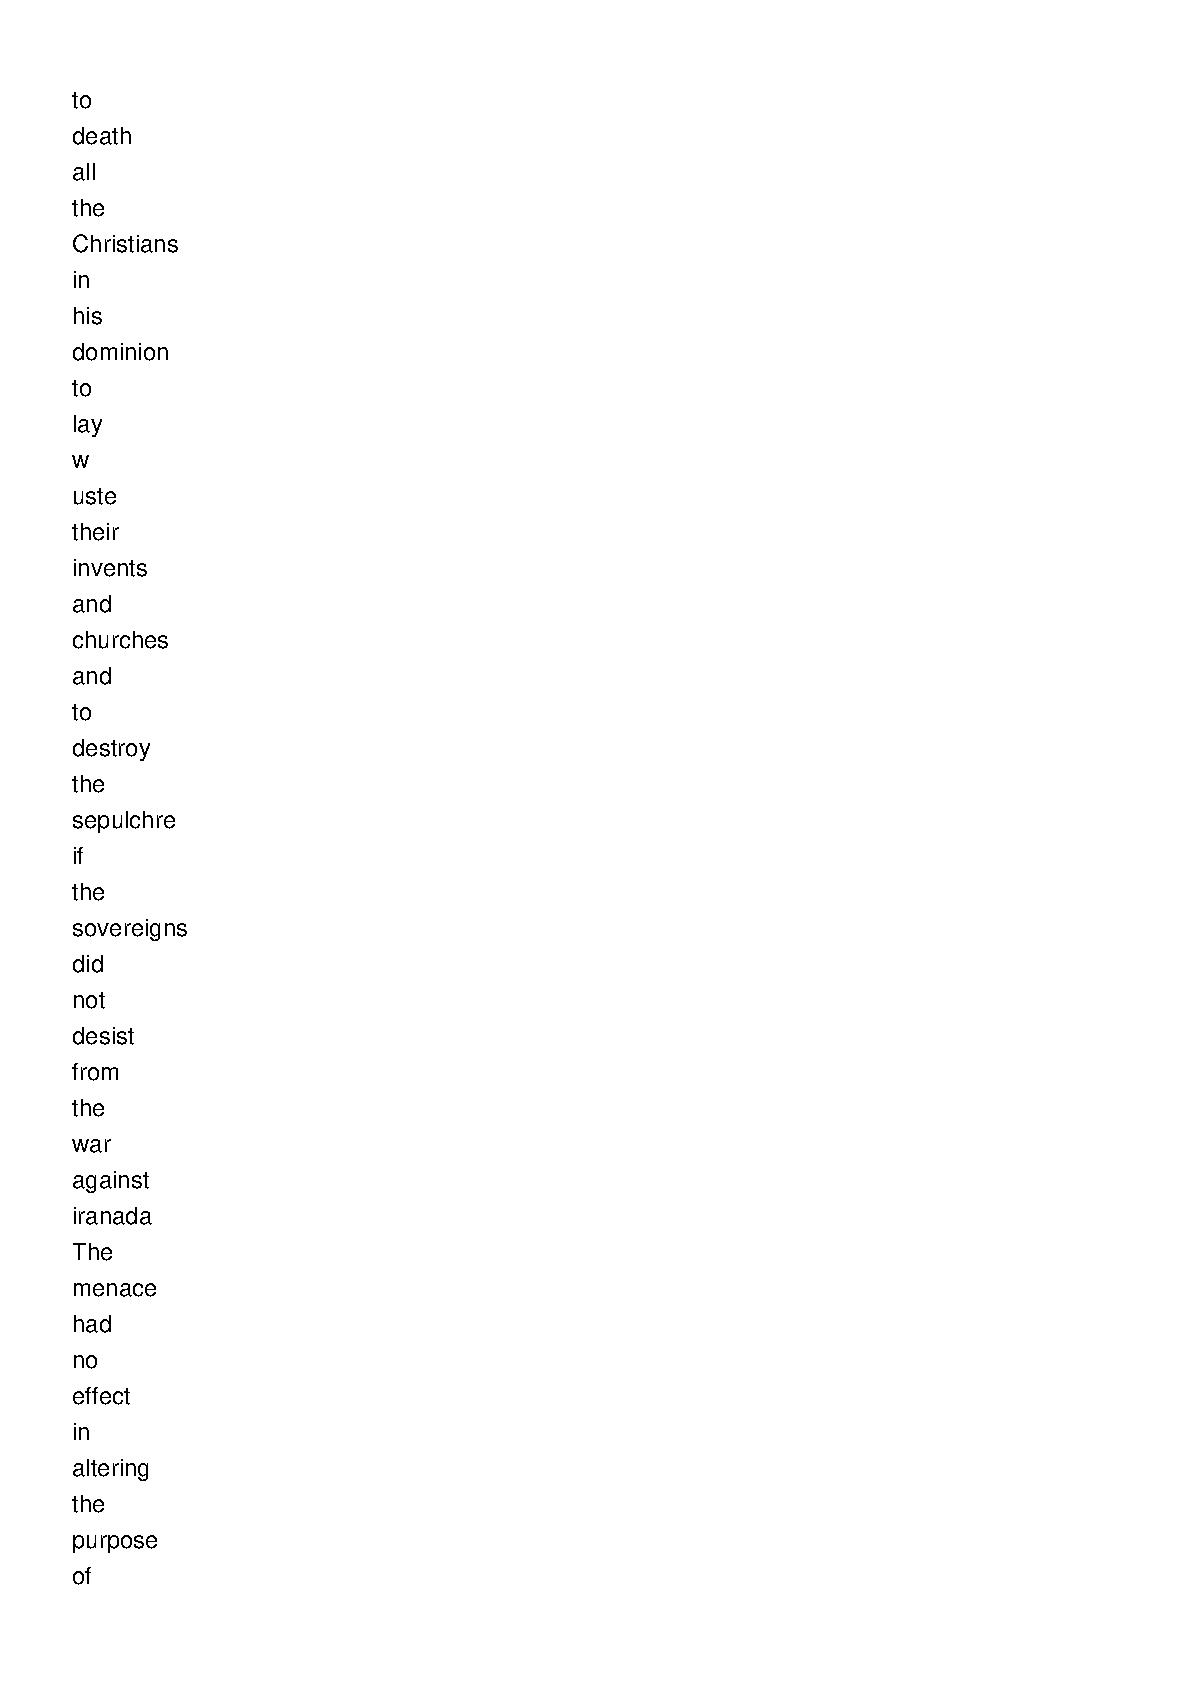 to
death
all
the
Christians
in
his
dominion
to
lay
w
uste
their
invents
and
churches
and
to
destroy
the
sepulchre
if
the
sovereigns
did
not
desist
from
the
war
against
iranada
The
menace
had
no
effect
in
altering
the
purpose
of